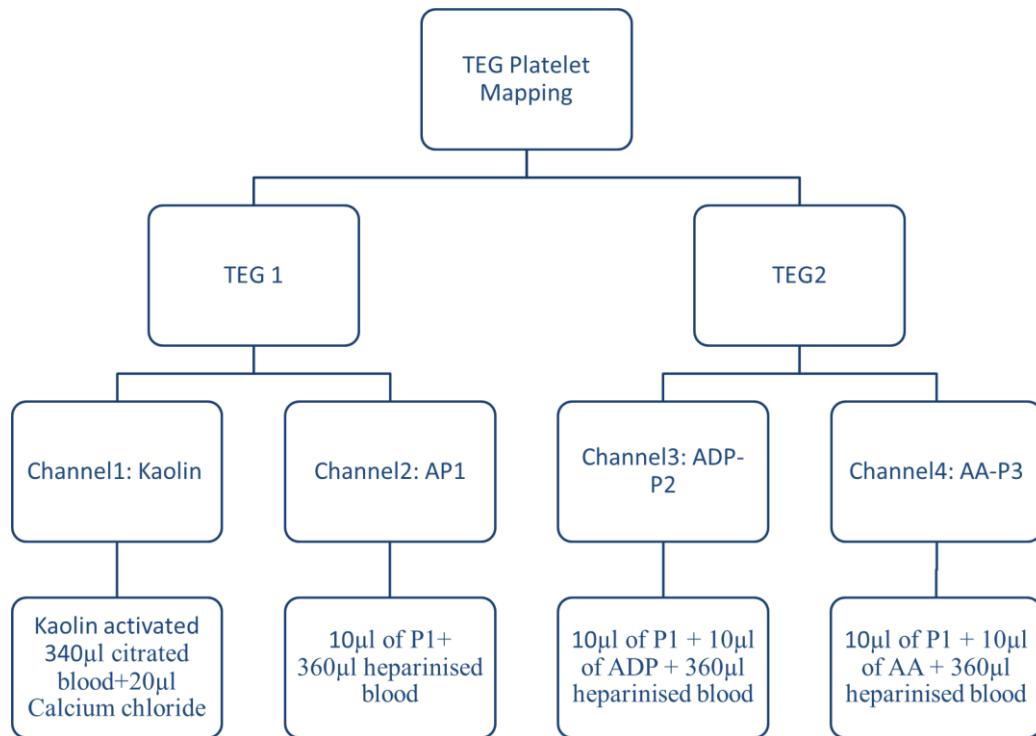 TEG Platelet
Mapping
TEG 1
TEG2
Channel1: Kaolin
Channel2: AP1
Channel3: ADP-
P2
Channel4: AA-P3
Kaolin activated
340µl citrated
blood+20µl
Calcium chloride
10µl of P1+
360µl heparinised
blood
10µl of P1 + 10µl
of ADP + 360µl
heparinised blood
10µl of P1 + 10µl
of AA + 360µl
heparinised blood